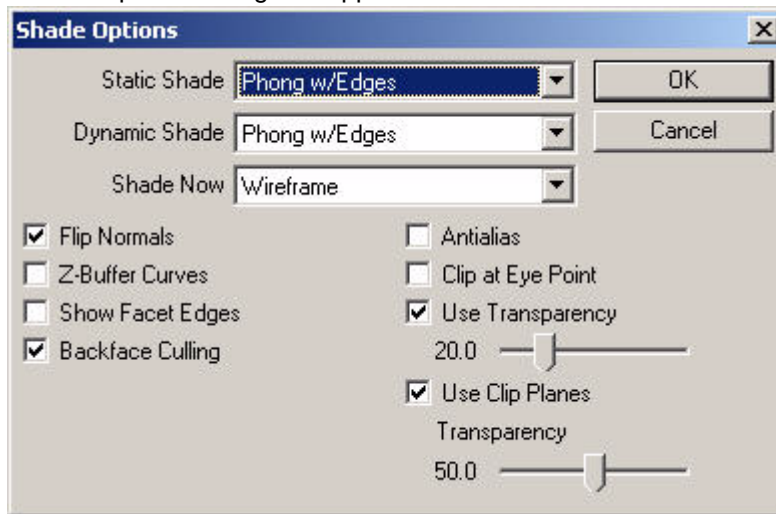 Shade Options
Static Shade Phong w/Edges OK
Dynamic Shade Phong w/Edges Cancel
Shade Now Wireframe
Flip Normals Antialias
Z-Buffer Curves Clip at Eye Point
Show Facet Edges Use Transparency
Backface Culling 20.0
Use Clip Planes
Transparency
50.0